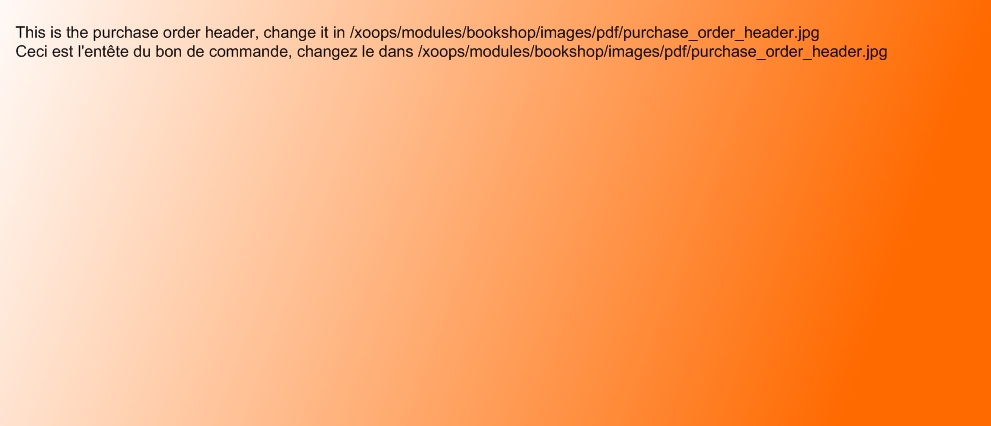 This is the purchase order header, change it in /xoops/modules/bookshop/images/pdf/purchase_order_header.jpg
Ceci est l'entête du bon de commande, changez le dans /xoops/modules/bookshop/images/pdf/purchase_order_header.jpg